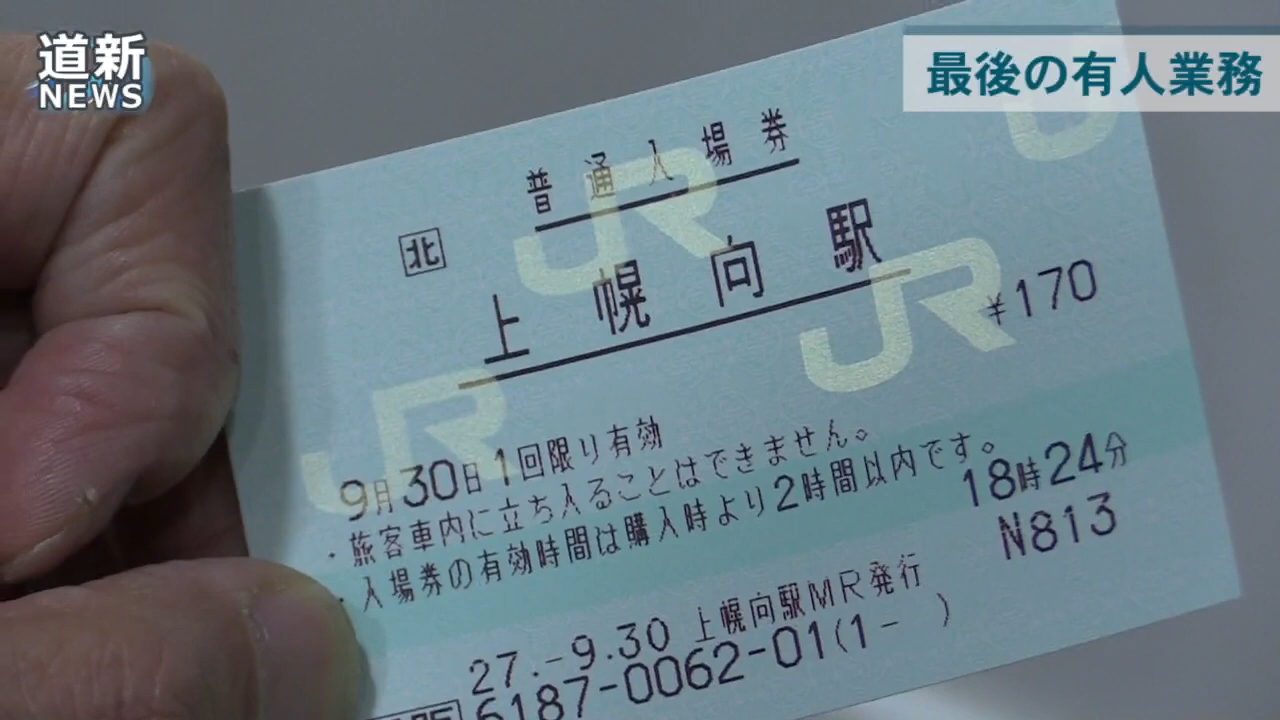 道新
NEWS
最後の有人業務
普通入場券
北
上幌向駅
¥170
9月30日1回限り有効
・旅客車内に立ち入ることはできません。
・入場券の有効時間は購入時より2時間以内です。
18時24分
N813
27.-9.30 上幌向駅MR発行
6187-0062-01(1- )
JR
JR
JR